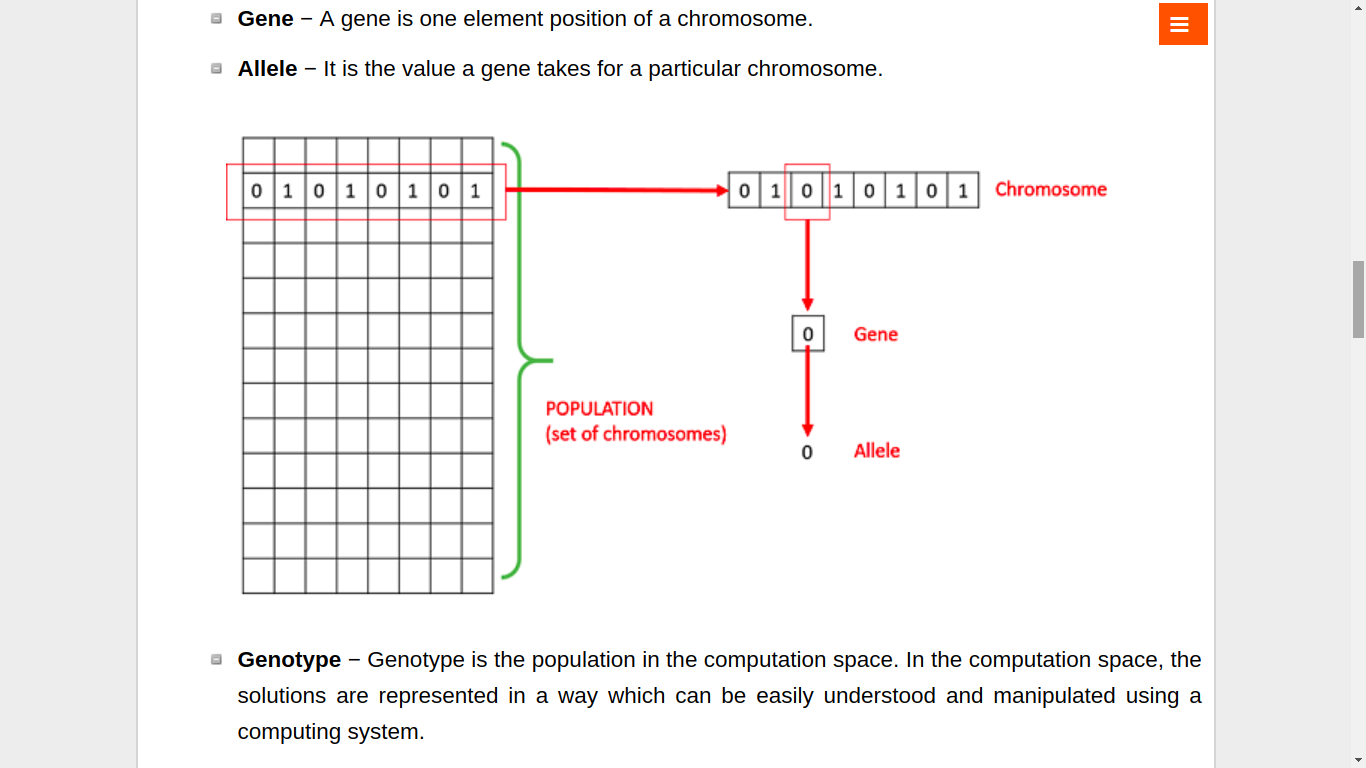 Gene − A gene is one element position of a chromosome.
Allele − It is the value a gene takes for a particular chromosome.
0 1 0 1 0 1 0 1
0 1 0 1 0 1 0 1 Chromosome
0 Gene
POPULATION
(set of chromosomes)
0 Allele
Genotype − Genotype is the population in the computation space. In the computation space, the
solutions are represented in a way which can be easily understood and manipulated using a
computing system.